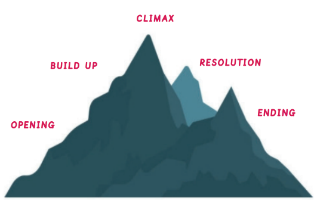 CLIMAX
BUILD UP
RESOLUTION
ENDING
OPENING